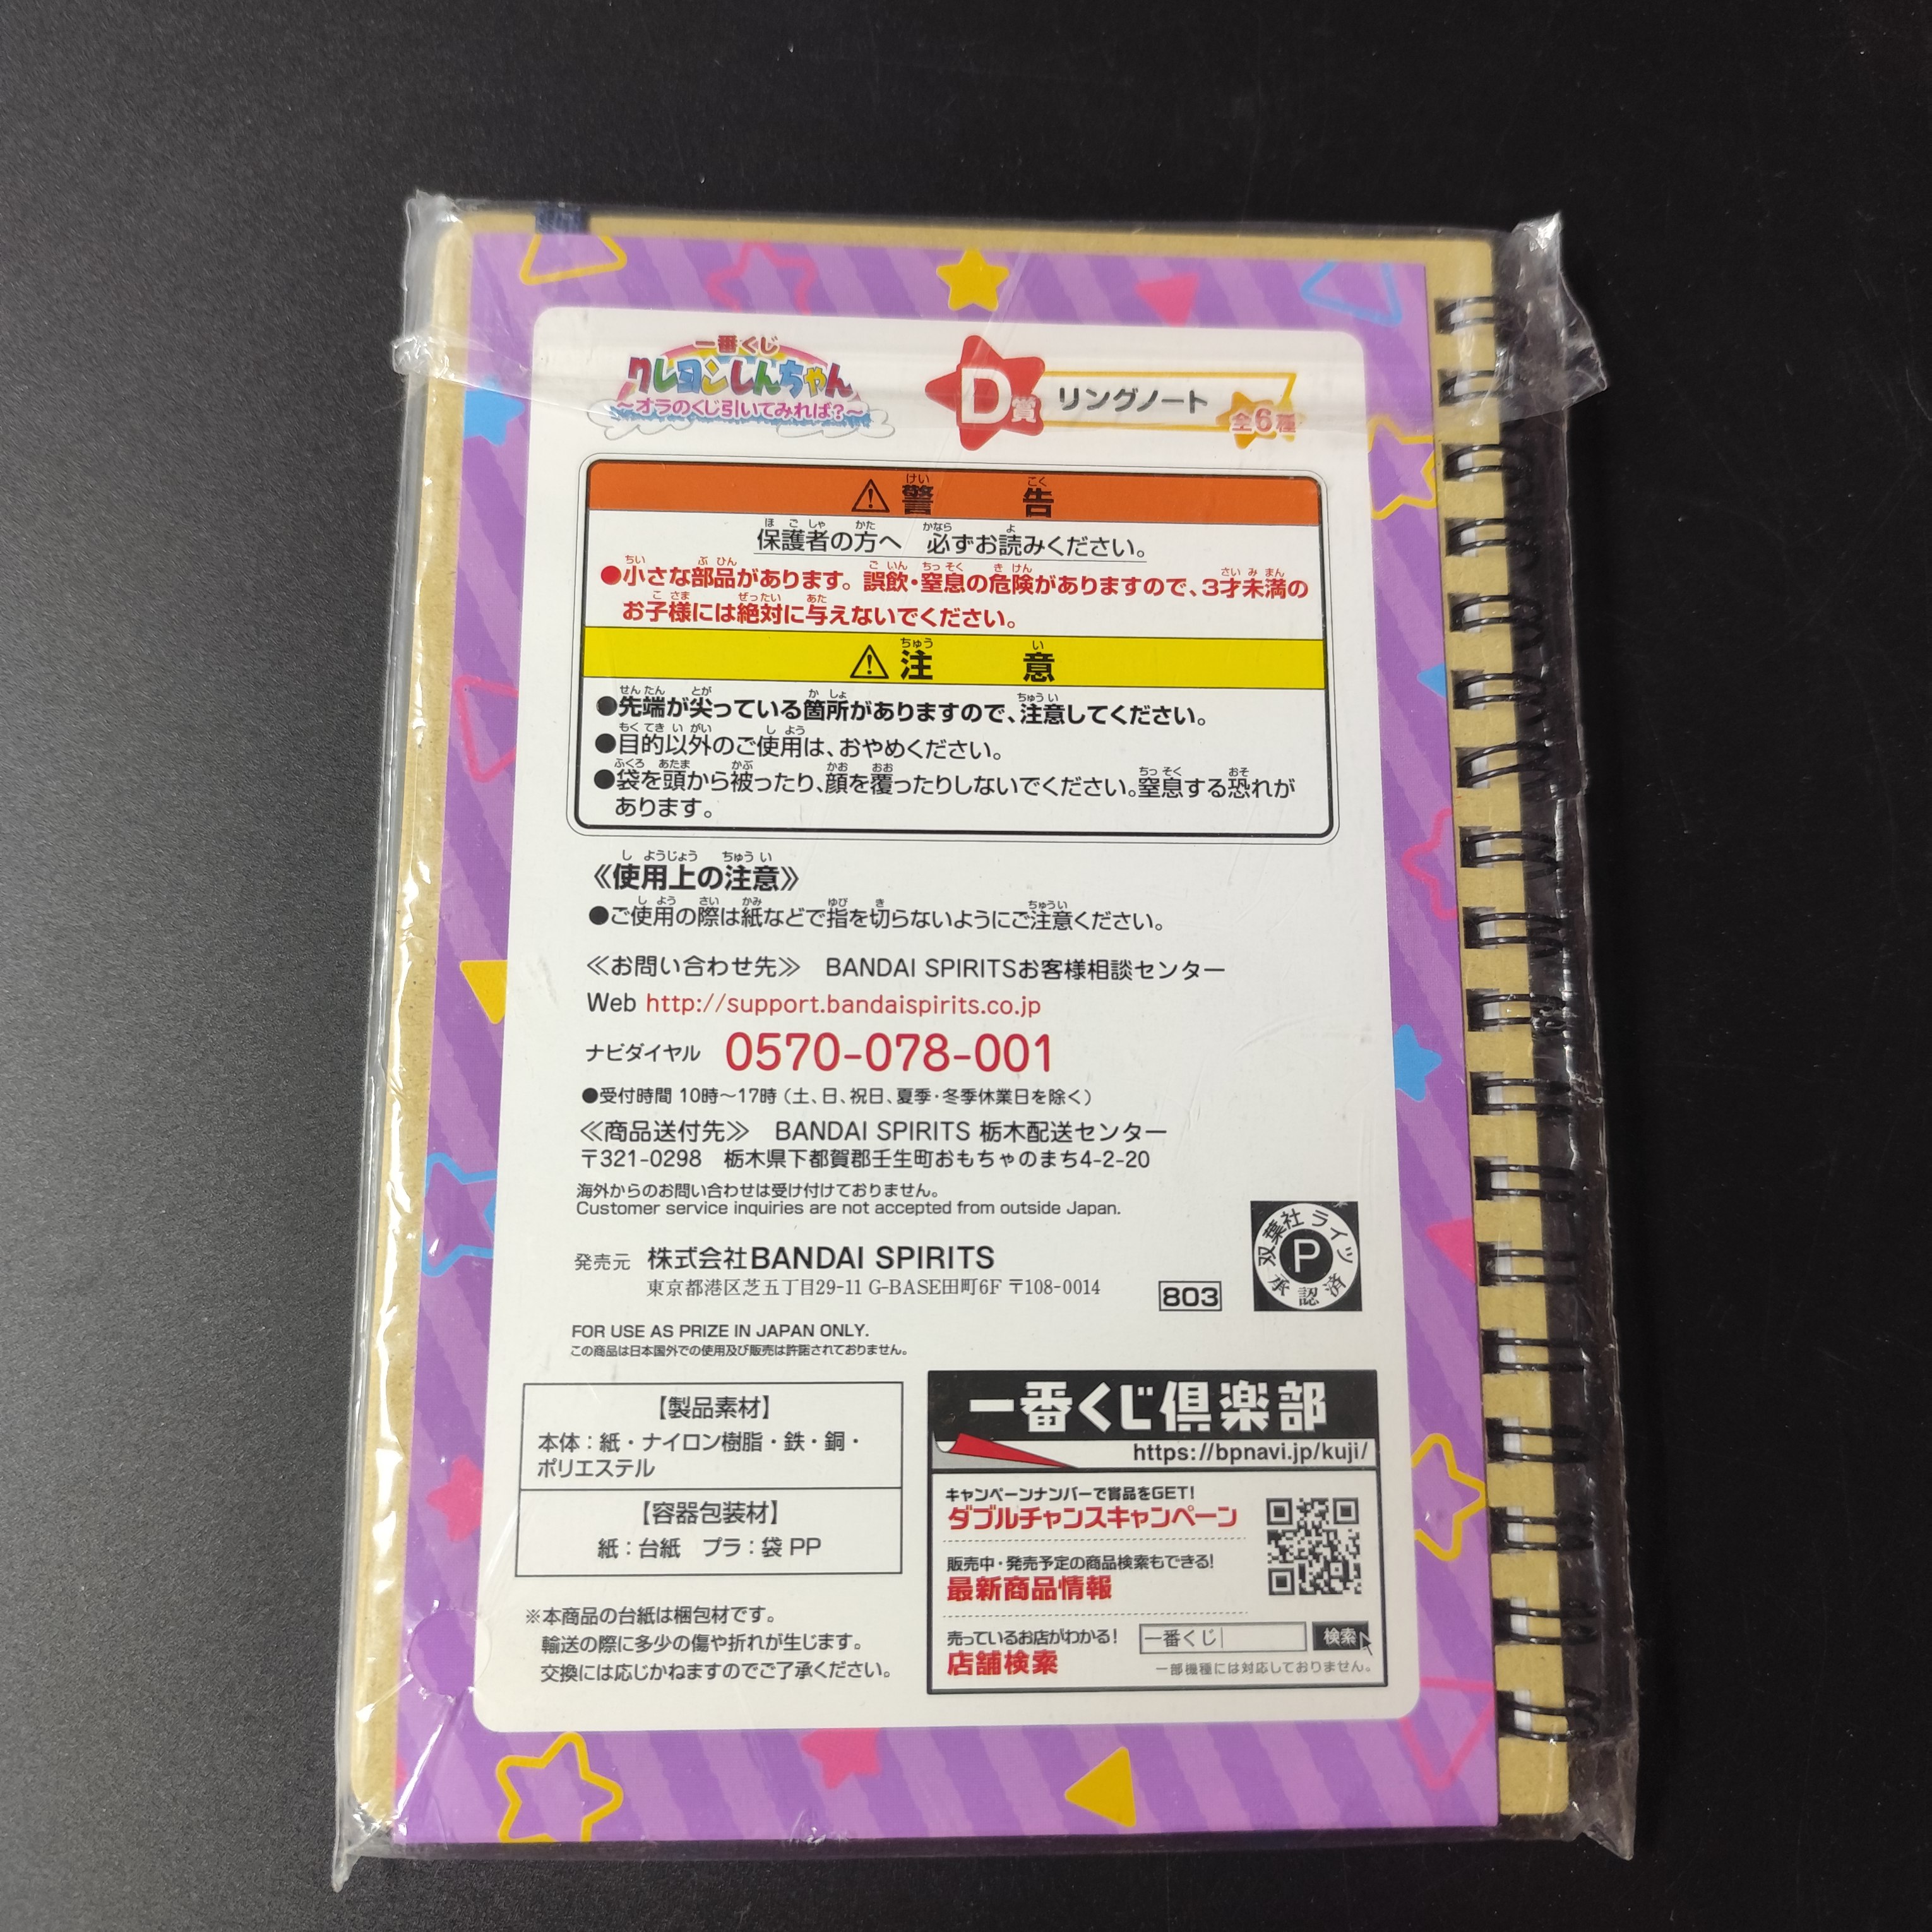 一番くじ
クレヨンしんちゃん
～オラのくじ引いてみれば?～
D賞 リングノート 全6種
⚠警告
保護者の方へ 必ずお読みください。
●小さな部品があります。誤飲・窒息の危険がありますので、3才未満の
お子様には絶対に与えないでください。
⚠注意
●先端が尖っている箇所がありますので、注意してください。
●目的以外のご使用は、おやめください。
●袋を頭から被ったり、顔を覆ったりしないでください。窒息する恐れが
あります。
《使用上の注意》
●ご使用の際は紙などで指を切らないようにご注意ください。
≪お問い合わせ先≫ BANDAI SPIRITSお客様相談センター
Web http://support.bandaispirits.co.jp
ナビダイヤル 0570-078-001
●受付時間 10時～17時（土、日、祝日、夏季・冬季休業日を除く）
≪商品送付先≫ BANDAI SPIRITS 栃木配送センター
〒321-0298 栃木県下都賀郡壬生町おもちゃのまち4-2-20
海外からのお問い合わせは受け付けておりません。
Customer service inquiries are not accepted from outside Japan.
発売元 株式会社BANDAI SPIRITS
東京都港区芝五丁目29-11 G-BASE田町6F 〒108-0014
803
双葉社ライツ
P
承認済
FOR USE AS PRIZE IN JAPAN ONLY.
この商品は日本国外での使用及び販売は許諾されておりません。
【製品素材】
本体：紙・ナイロン樹脂・鉄・銅・
ポリエステル
【容器包装材】
紙：台紙 プラ：袋 PP
※本商品の台紙は梱包材です。
輸送の際に多少の傷や折れが生じます。
交換には応じかねますのでご了承ください。
一番くじ倶楽部
https://bpnavi.jp/kuji/
キャンペーンナンバーで賞品をGET!
ダブルチャンスキャンペーン
販売中・発売予定の商品検索もできる!
最新商品情報
売っているお店がわかる!
店舗検索
一番くじ 検索
一部機種には対応しておりません。